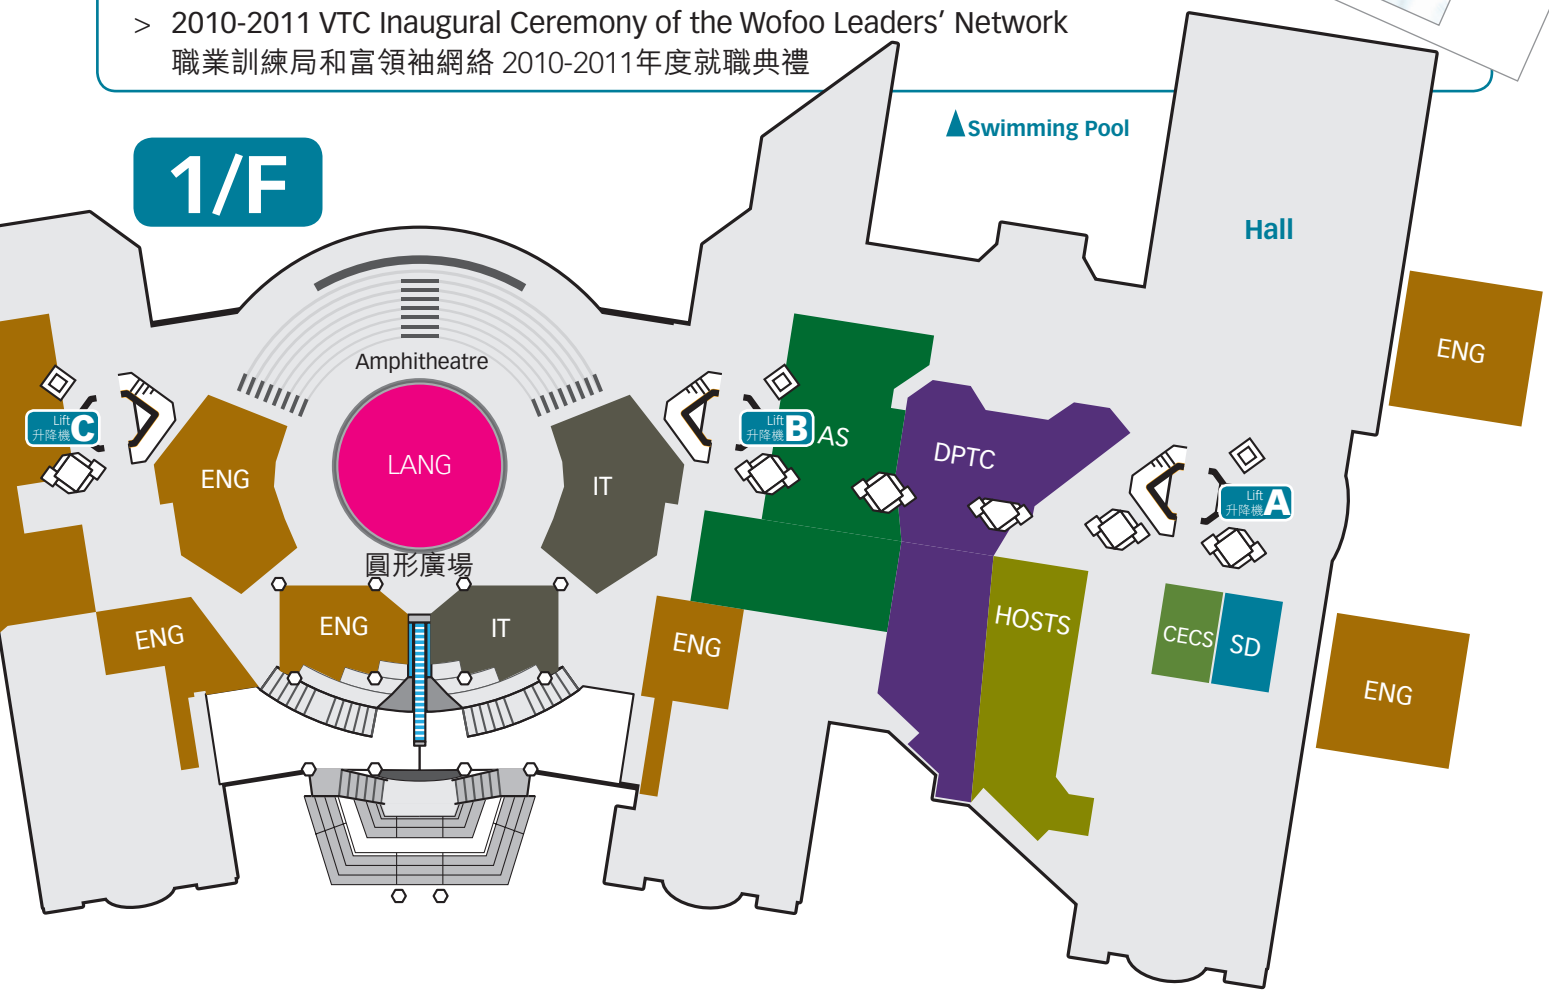 > 2010-2011 VTC Inaugural Ceremony of the Wofoo Leaders’ Network
職業訓練局和富領袖網絡 2010-2011年度就職典禮
1/F
Swimming Pool
Hall
Amphitheatre
LANG
圓形廣場
ENG
IT
ENG
IT
ENG
ENG
Lift
升降機 C
Lift
升降機 B
AS
DPTC
HOSTS
Lift
升降機 A
CECS
SD
ENG
ENG